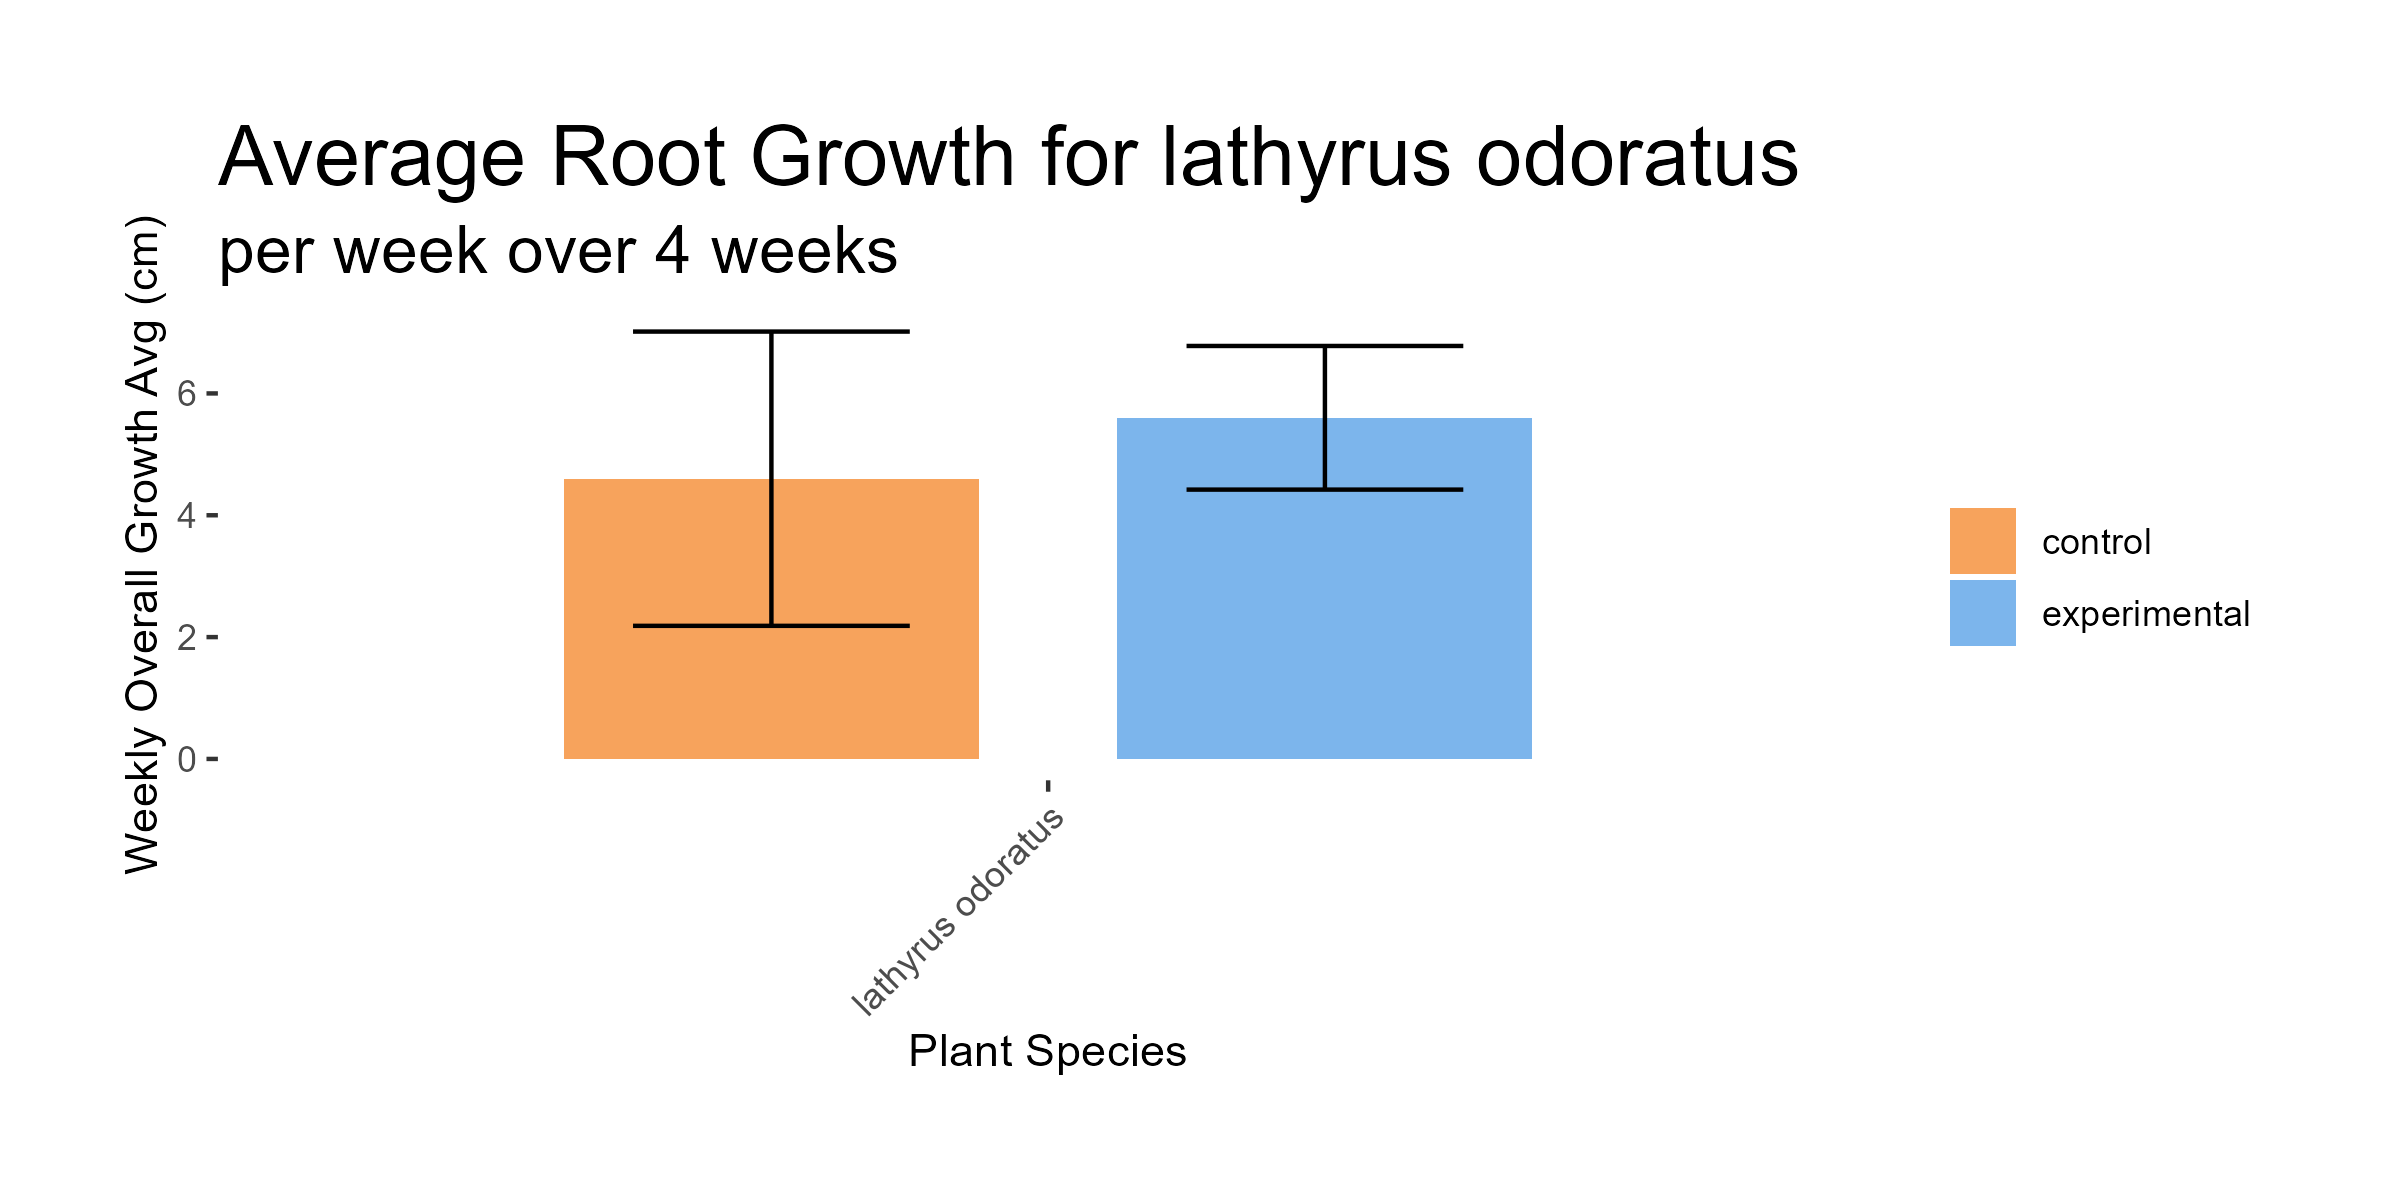 Average Root Growth for lathyrus odoratus
per week over 4 weeks
Weekly Overall Growth Avg (cm)
6
4
2
0
control
experimental
lathyrus odoratus
Plant Species